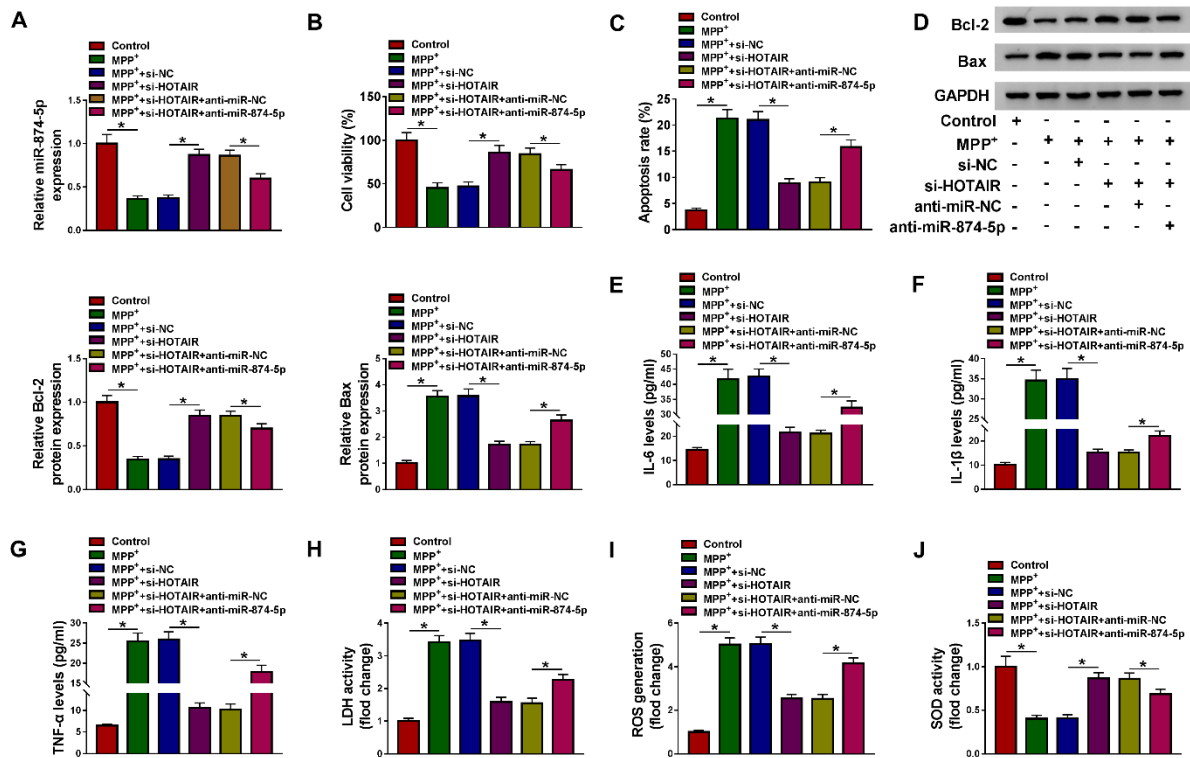 A
Control
MPP+
MPP++si-NC
MPP++si-HOTAIR
MPP++si-HOTAIR+anti-miR-NC
MPP++si-HOTAIR+anti-miR-874-5p
Relative miR-874-5p
expression
1.5
1.0
0.5
0.0
*
*
*
B
Control
MPP+
MPP++si-NC
MPP++si-HOTAIR
MPP++si-HOTAIR+anti-miR-NC
MPP++si-HOTAIR+anti-miR-874-5p
Cell viability (%)
150
100
50
0
*
*
*
C
Control
MPP+
MPP++si-NC
MPP++si-HOTAIR
MPP++si-HOTAIR+anti-miR-NC
MPP++si-HOTAIR+anti-miR-874-5p
Apoptosis rate (%)
25
20
15
10
5
0
*
*
*
D
Bcl-2
Bax
GAPDH
Control + - - - - -
MPP+ - + + + + +
si-NC - - + - - -
si-HOTAIR - - - + + +
anti-miR-NC - - - - + -
anti-miR-874-5p - - - - - +
Control
MPP+
MPP++si-NC
MPP++si-HOTAIR
MPP++si-HOTAIR+anti-miR-NC
MPP++si-HOTAIR+anti-miR-874-5p
Relative Bcl-2
protein expression
1.5
1.0
0.5
0.0
*
*
*
Control
MPP+
MPP++si-NC
MPP++si-HOTAIR
MPP++si-HOTAIR+anti-miR-NC
MPP++si-HOTAIR+anti-miR-874-5p
Relative Bax
protein expression
5
4
3
2
1
0
*
*
*
E
Control
MPP+
MPP++si-NC
MPP++si-HOTAIR
MPP++si-HOTAIR+anti-miR-NC
MPP++si-HOTAIR+anti-miR-874-5p
IL-6 levels (pg/ml)
50
45
40
35
30
20
10
0
*
*
*
F
Control
MPP+
MPP++si-NC
MPP++si-HOTAIR
MPP++si-HOTAIR+anti-miR-NC
MPP++si-HOTAIR+anti-miR-874-5p
IL-1β levels (pg/ml)
40
35
30
20
10
0
*
*
*
G
Control
MPP+
MPP++si-NC
MPP++si-HOTAIR
MPP++si-HOTAIR+anti-miR-NC
MPP++si-HOTAIR+anti-miR-874-5p
TNF-α levels (pg/ml)
30
25
20
15
10
5
0
*
*
*
H
Control
MPP+
MPP++si-NC
MPP++si-HOTAIR
MPP++si-HOTAIR+anti-miR-NC
MPP++si-HOTAIR+anti-miR-874-5p
LDH activity
(flod change)
4
2
0
*
*
*
I
Control
MPP+
MPP++si-NC
MPP++si-HOTAIR
MPP++si-HOTAIR+anti-miR-NC
MPP++si-HOTAIR+anti-miR-874-5p
ROS generation
(flod change)
6
4
2
0
*
*
*
J
Control
MPP+
MPP++si-NC
MPP++si-HOTAIR
MPP++si-HOTAIR+anti-miR-NC
MPP++si-HOTAIR+anti-miR-874-5p
SOD activity
(flod change)
1.5
1.0
0.5
0.0
*
*
*